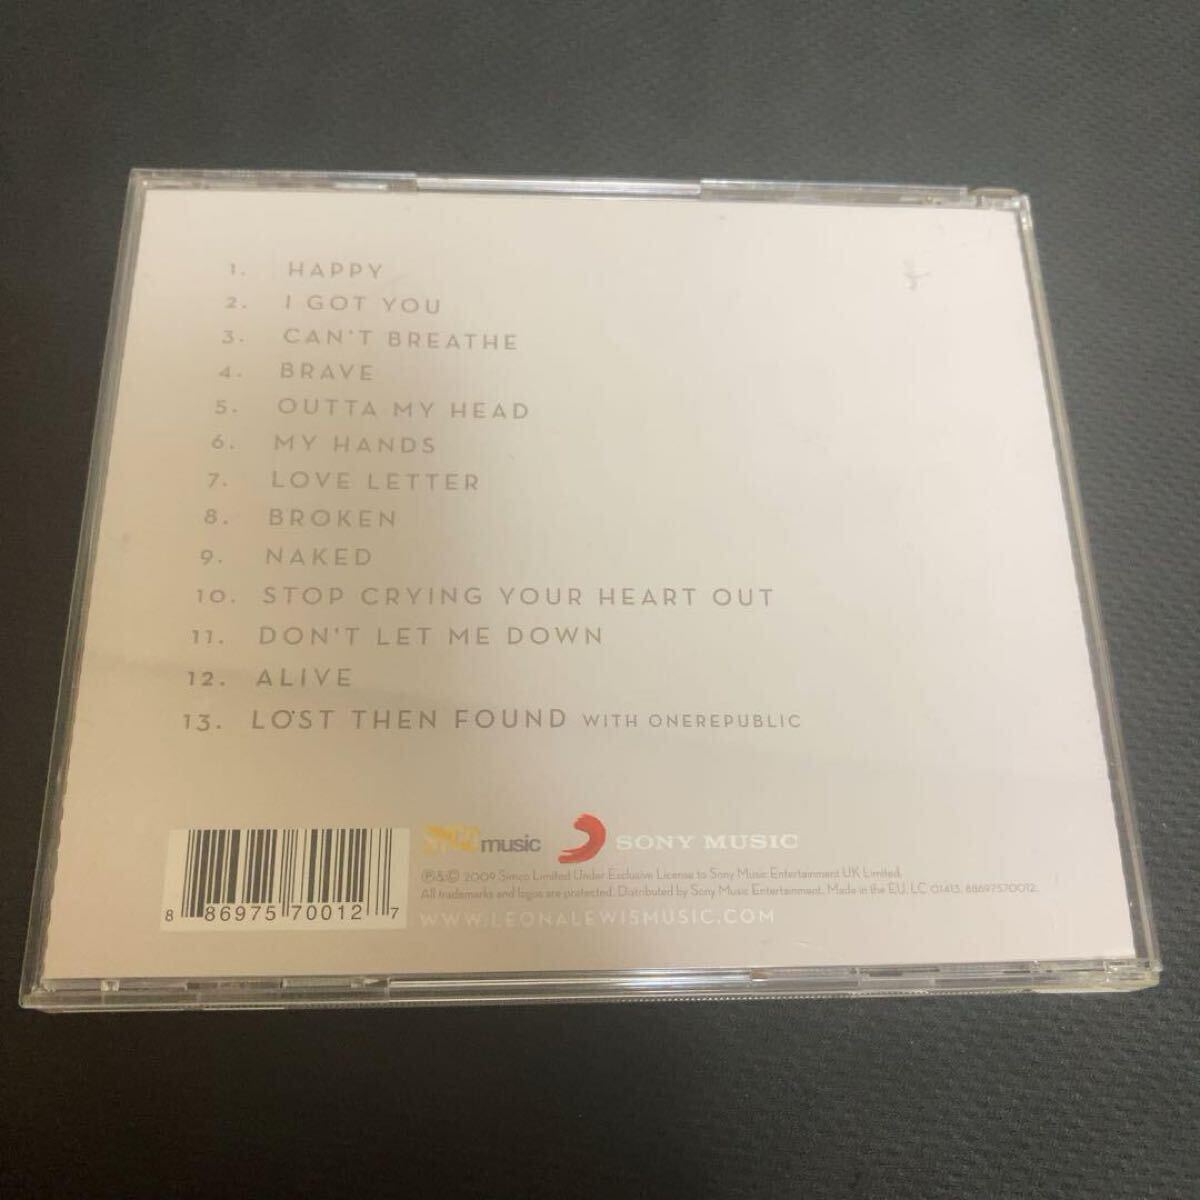 1. HAPPY
2. I GOT YOU
3. CAN'T BREATHE
4. BRAVE
5. OUTTA MY HEAD
6. MY HANDS
7. LOVE LETTER
8. BROKEN
9. NAKED
10. STOP CRYING YOUR HEART OUT
11. DON'T LET ME DOWN
12. ALIVE
13. LOST THEN FOUND WITH ONEREPUBLIC
syco music SONY MUSIC
℗&© 2009 Simco Limited Under Exclusive License to Sony Music Entertainment UK Limited.
All trademarks and logos are protected. Distributed by Sony Music Entertainment. Made in the EU. LC 01413. 88697570012.
WWW.LEONALEWISMUSIC.COM
8 86975 70012 7